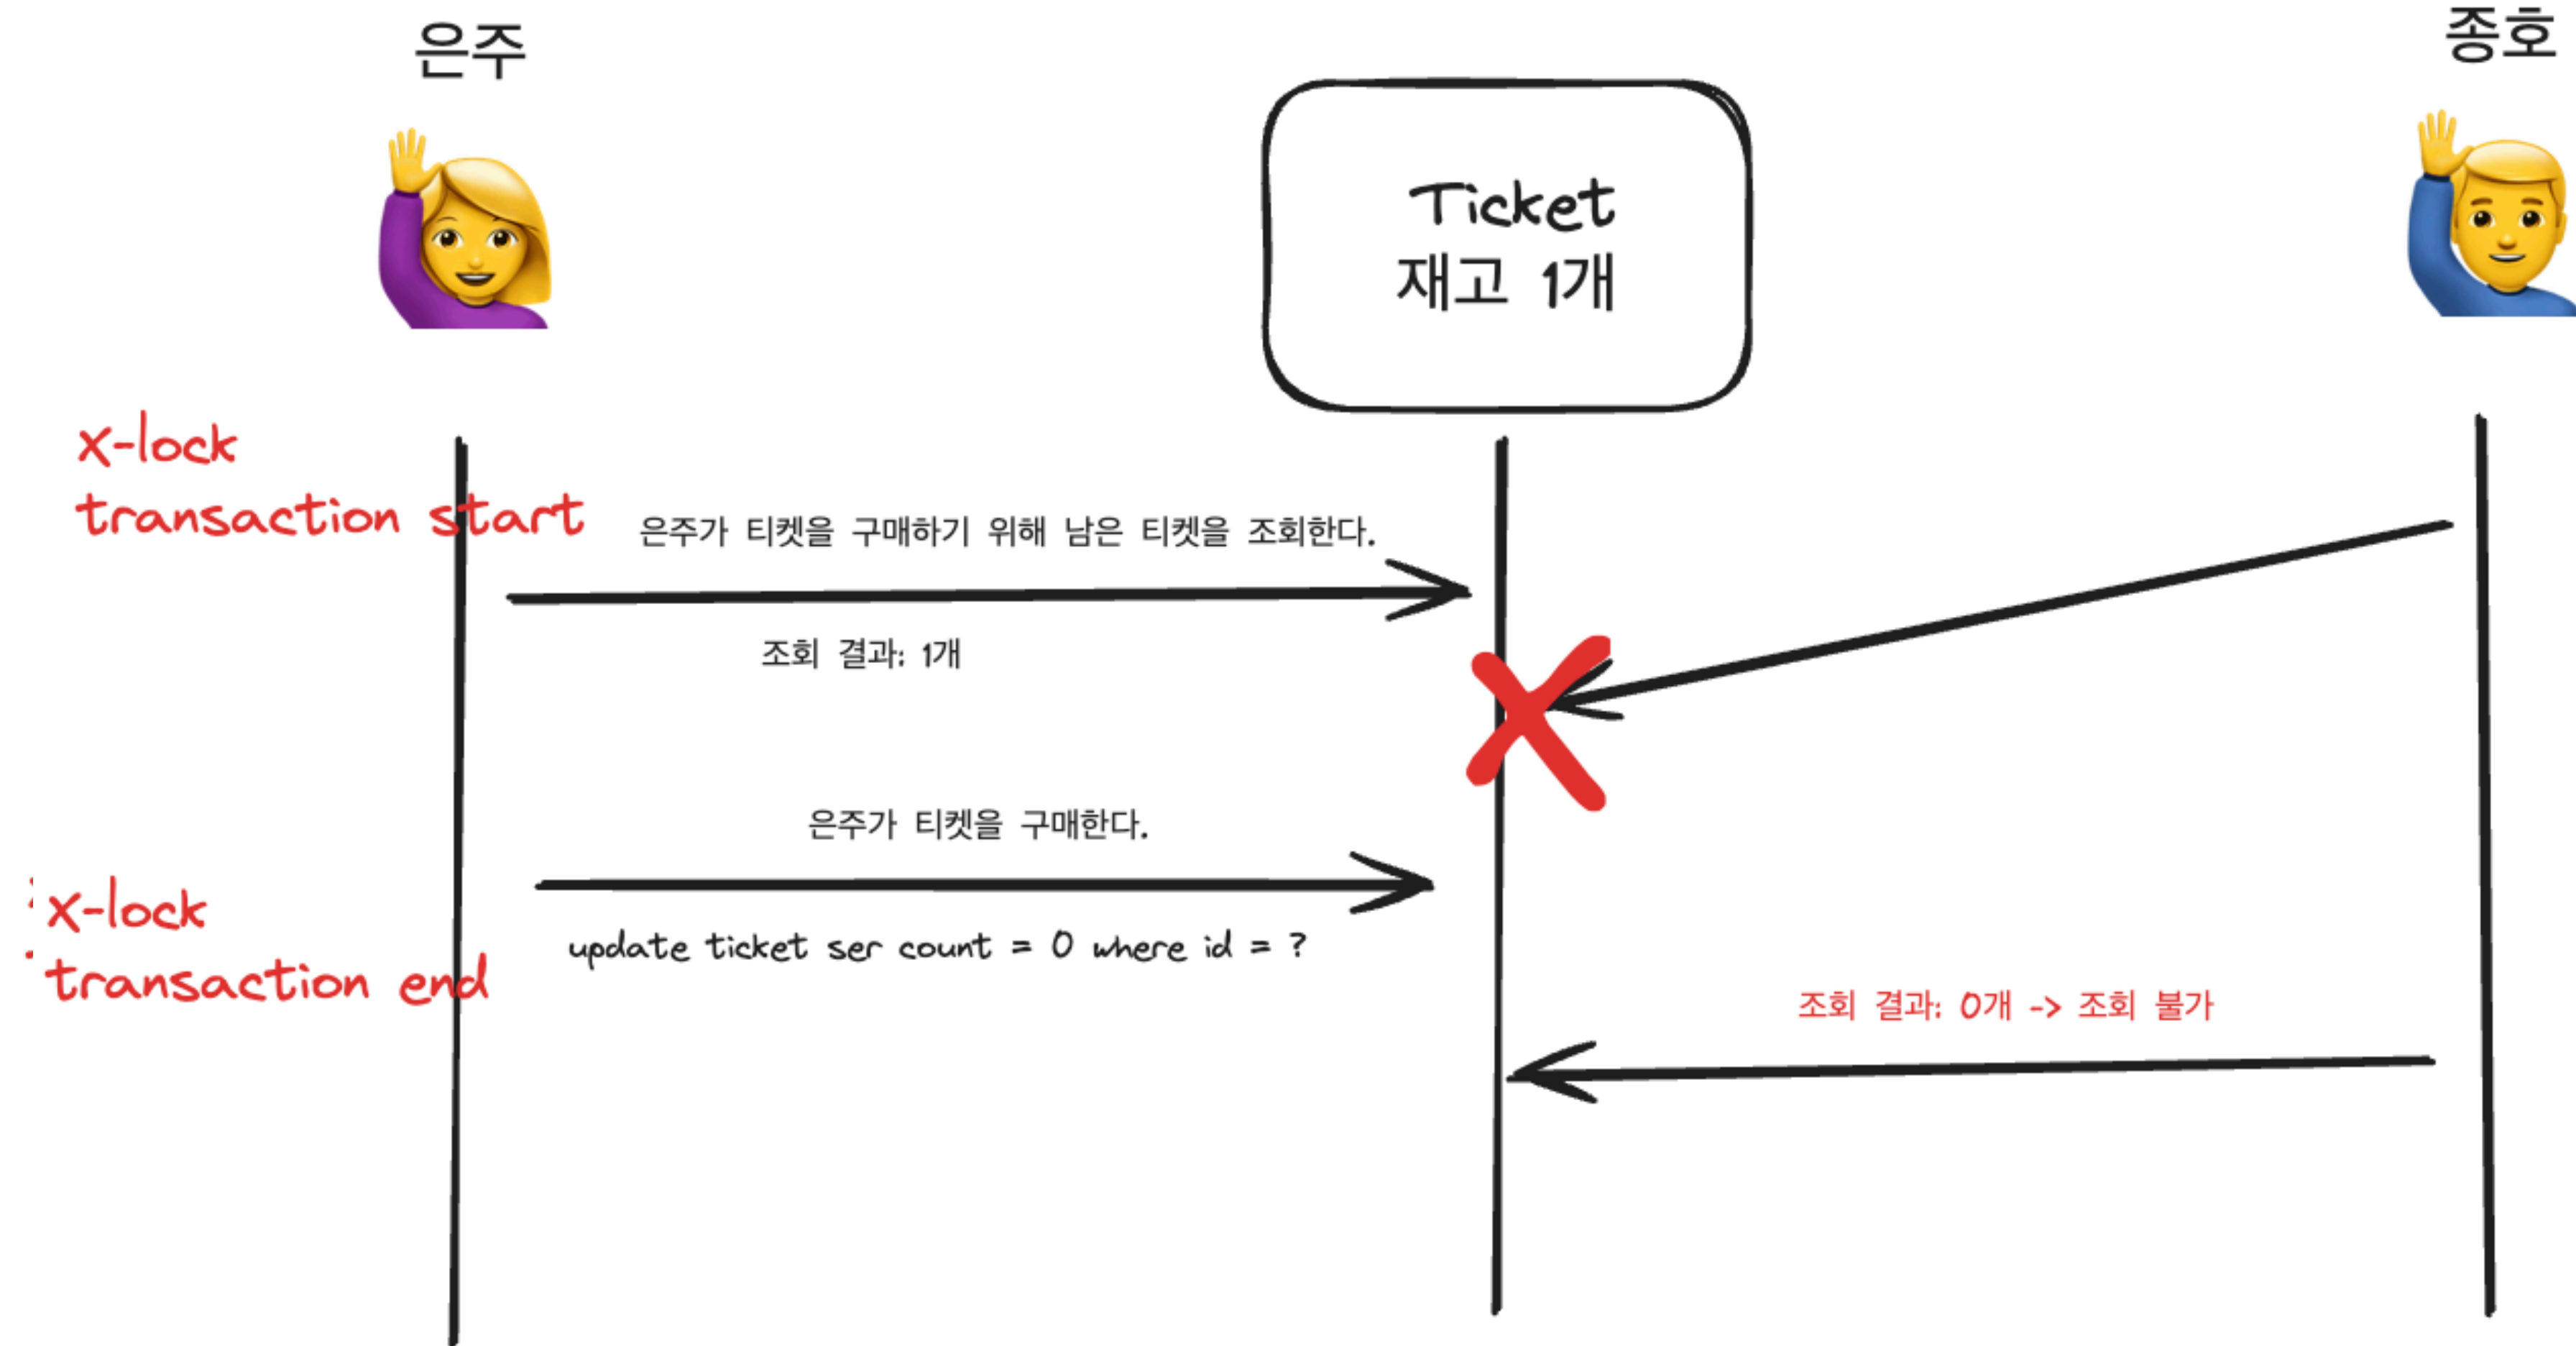 은주
종호
Ticket
재고 1개
x-lock
transaction start
은주가 티켓을 구매하기 위해 남은 티켓을 조회한다.
조회 결과: 1개
은주가 티켓을 구매한다.
x-lock
transaction end
update ticket ser count = 0 where id = ?
조회 결과: 0개 -> 조회 불가